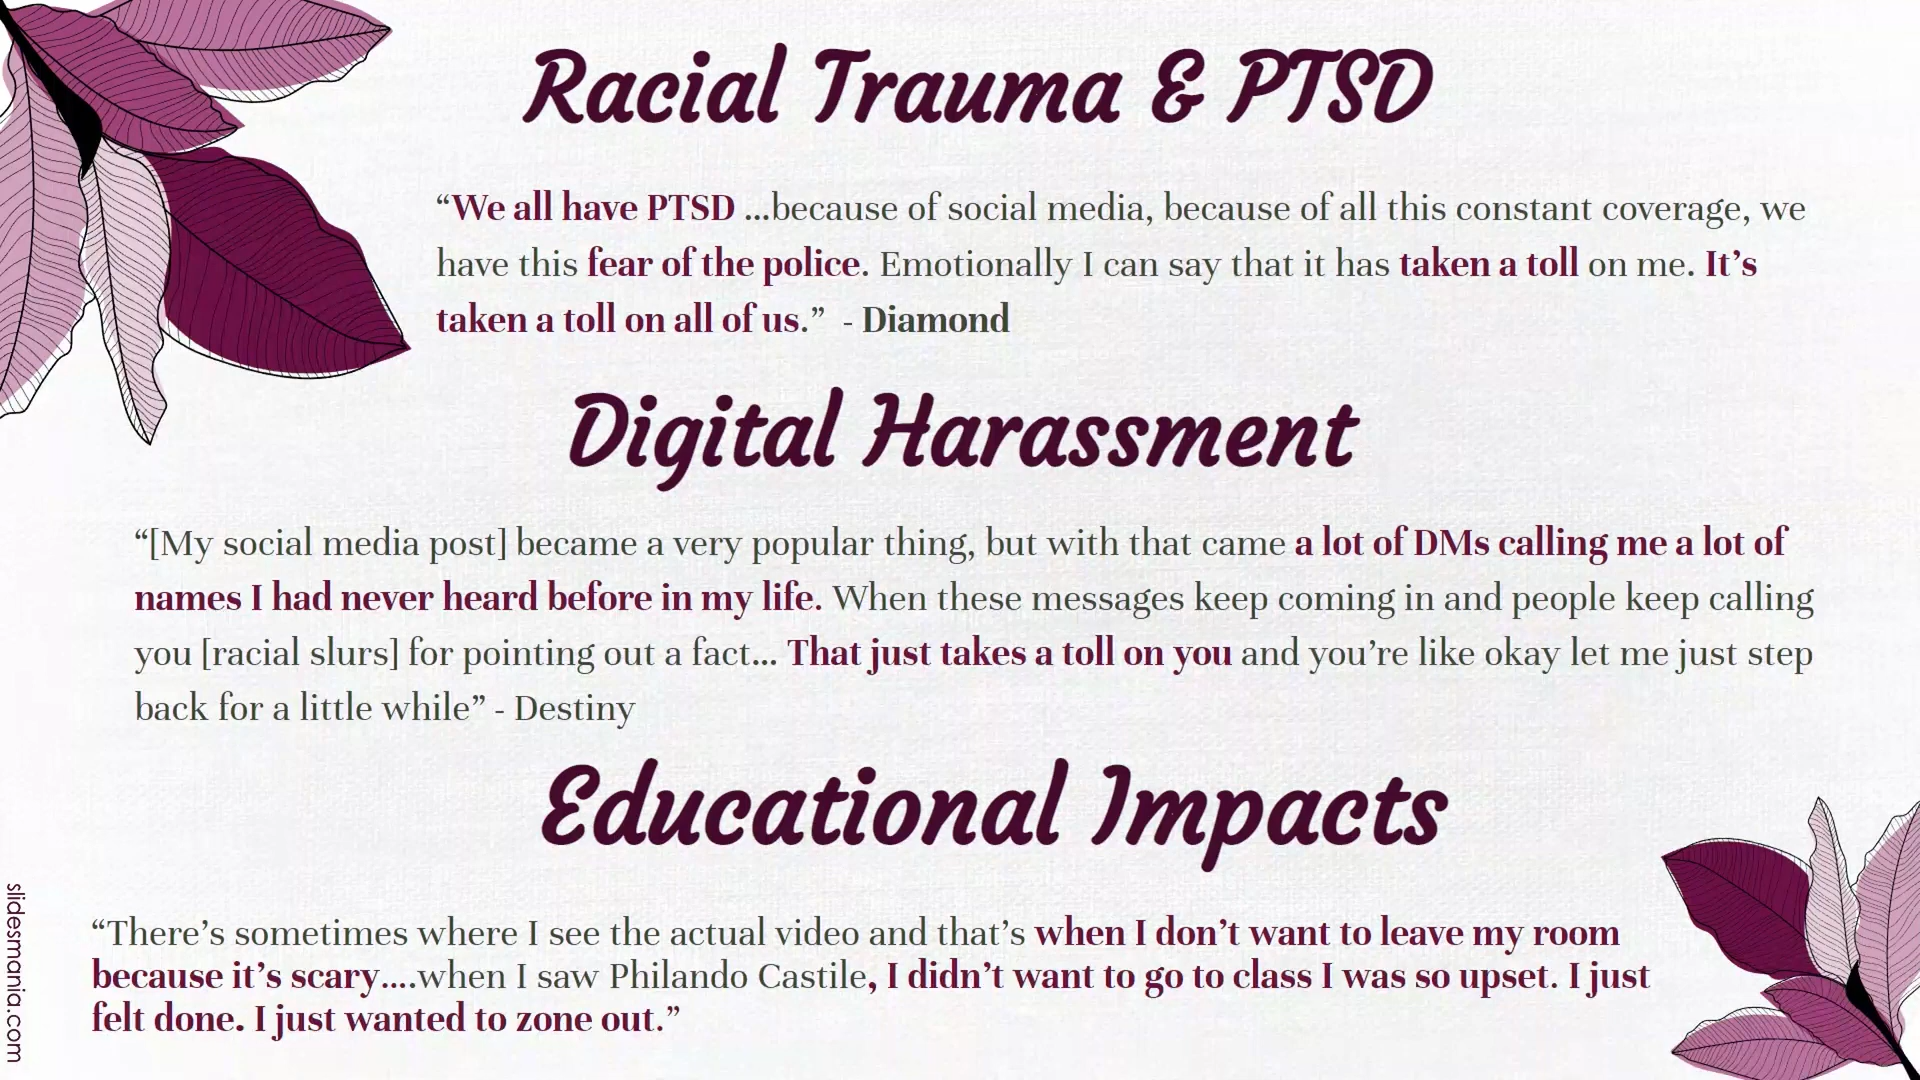 Racial Trauma & PTSD
“We all have PTSD ...because of social media, because of all this constant coverage, we
have this fear of the police. Emotionally I can say that it has taken a toll on me. It’s
taken a toll on all of us.”  - Diamond
Digital Harassment
“[My social media post] became a very popular thing, but with that came a lot of DMs calling me a lot of
names I had never heard before in my life. When these messages keep coming in and people keep calling
you [racial slurs] for pointing out a fact... That just takes a toll on you and you’re like okay let me just step
back for a little while” - Destiny
Educational Impacts
“There’s sometimes where I see the actual video and that’s when I don’t want to leave my room
because it’s scary....when I saw Philando Castile, I didn’t want to go to class I was so upset. I just
felt done. I just wanted to zone out.”
slidesmania.com